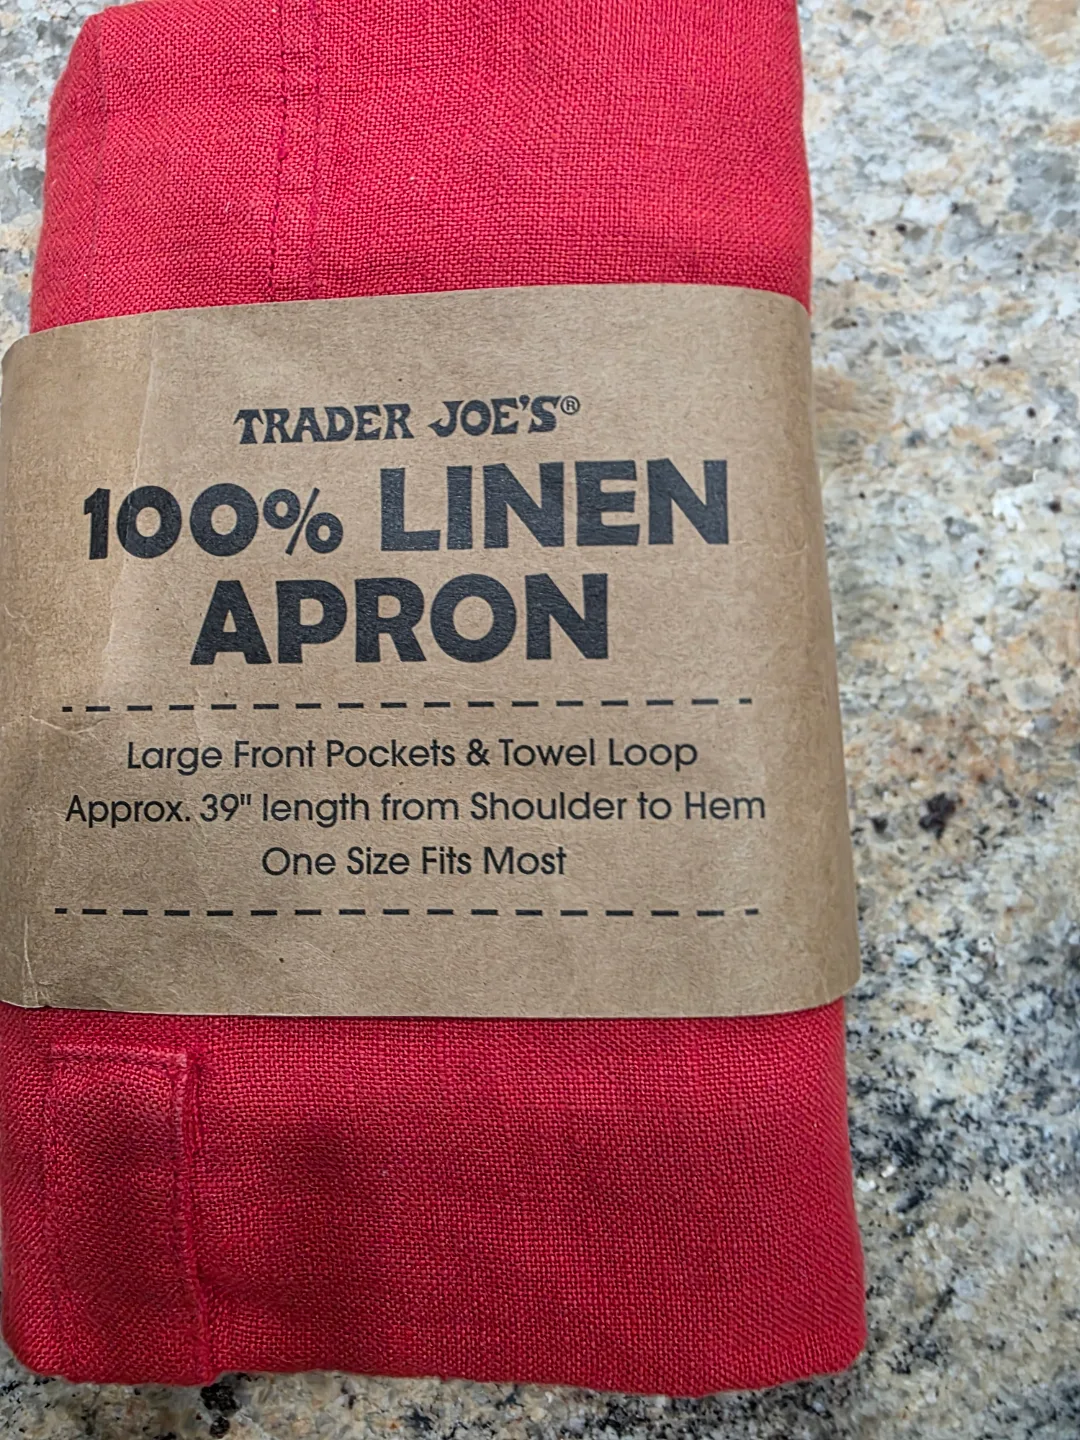 TRADER JOE'S®
100% LINEN
APRON
Large Front Pockets & Towel Loop
Approx. 39" length from Shoulder to Hem
One Size Fits Most